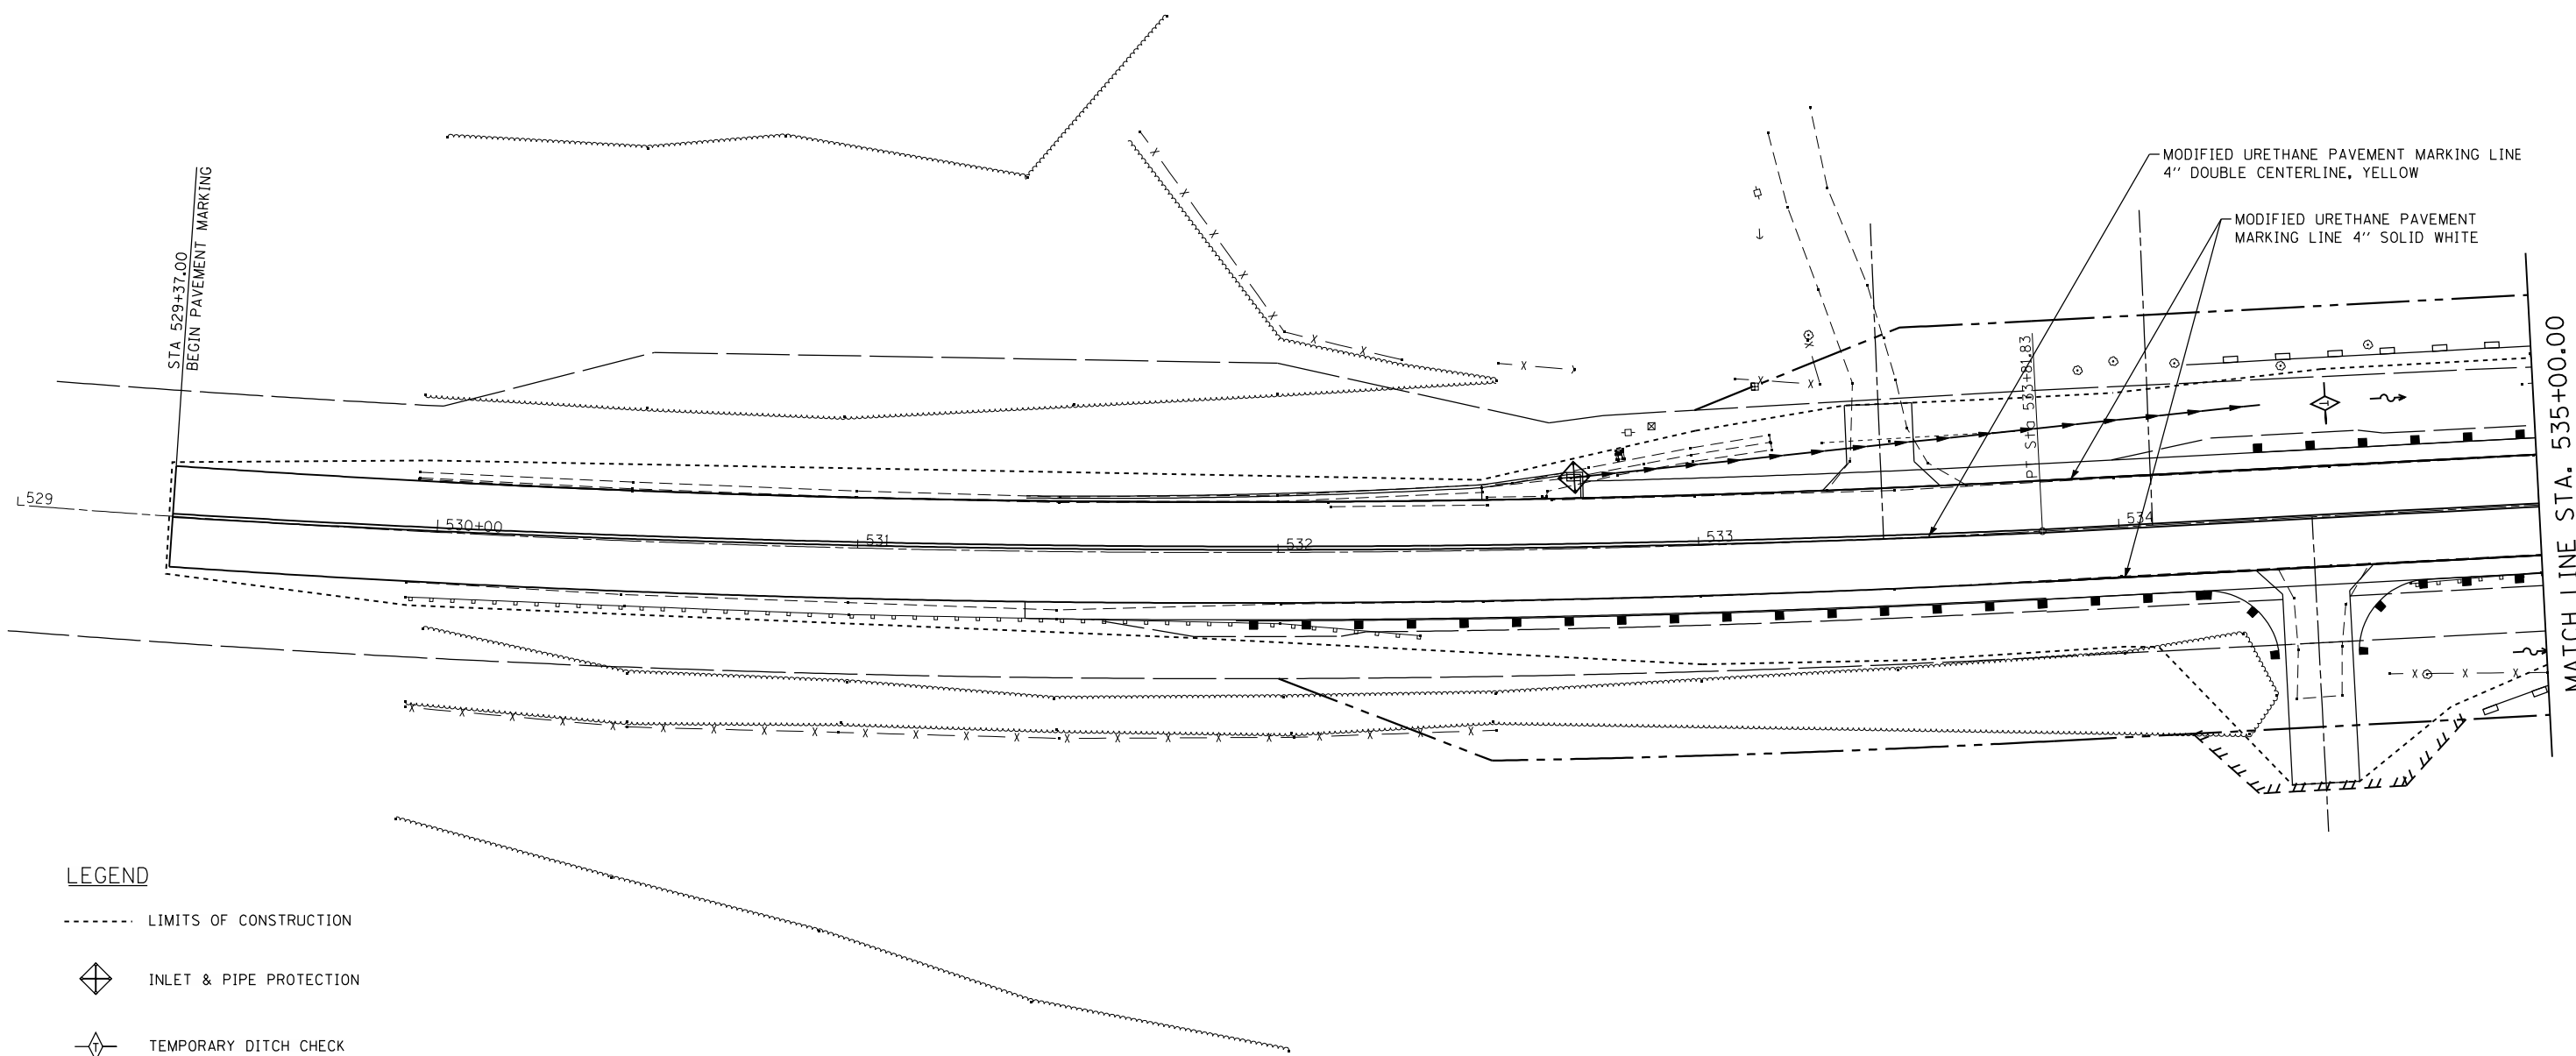 MODIFIED URETHANE PAVEMENT MARKING LINE
4" DOUBLE CENTERLINE, YELLOW
MODIFIED URETHANE PAVEMENT
MARKING LINE 4" SOLID WHITE
STA 529+37.00
BEGIN PAVEMENT MARKING
529
530+00
531
532
533
PT Sta 533+81.83
534
T
MATCH LINE STA. 535+00.00
LEGEND
LIMITS OF CONSTRUCTION
INLET & PIPE PROTECTION
T
TEMPORARY DITCH CHECK